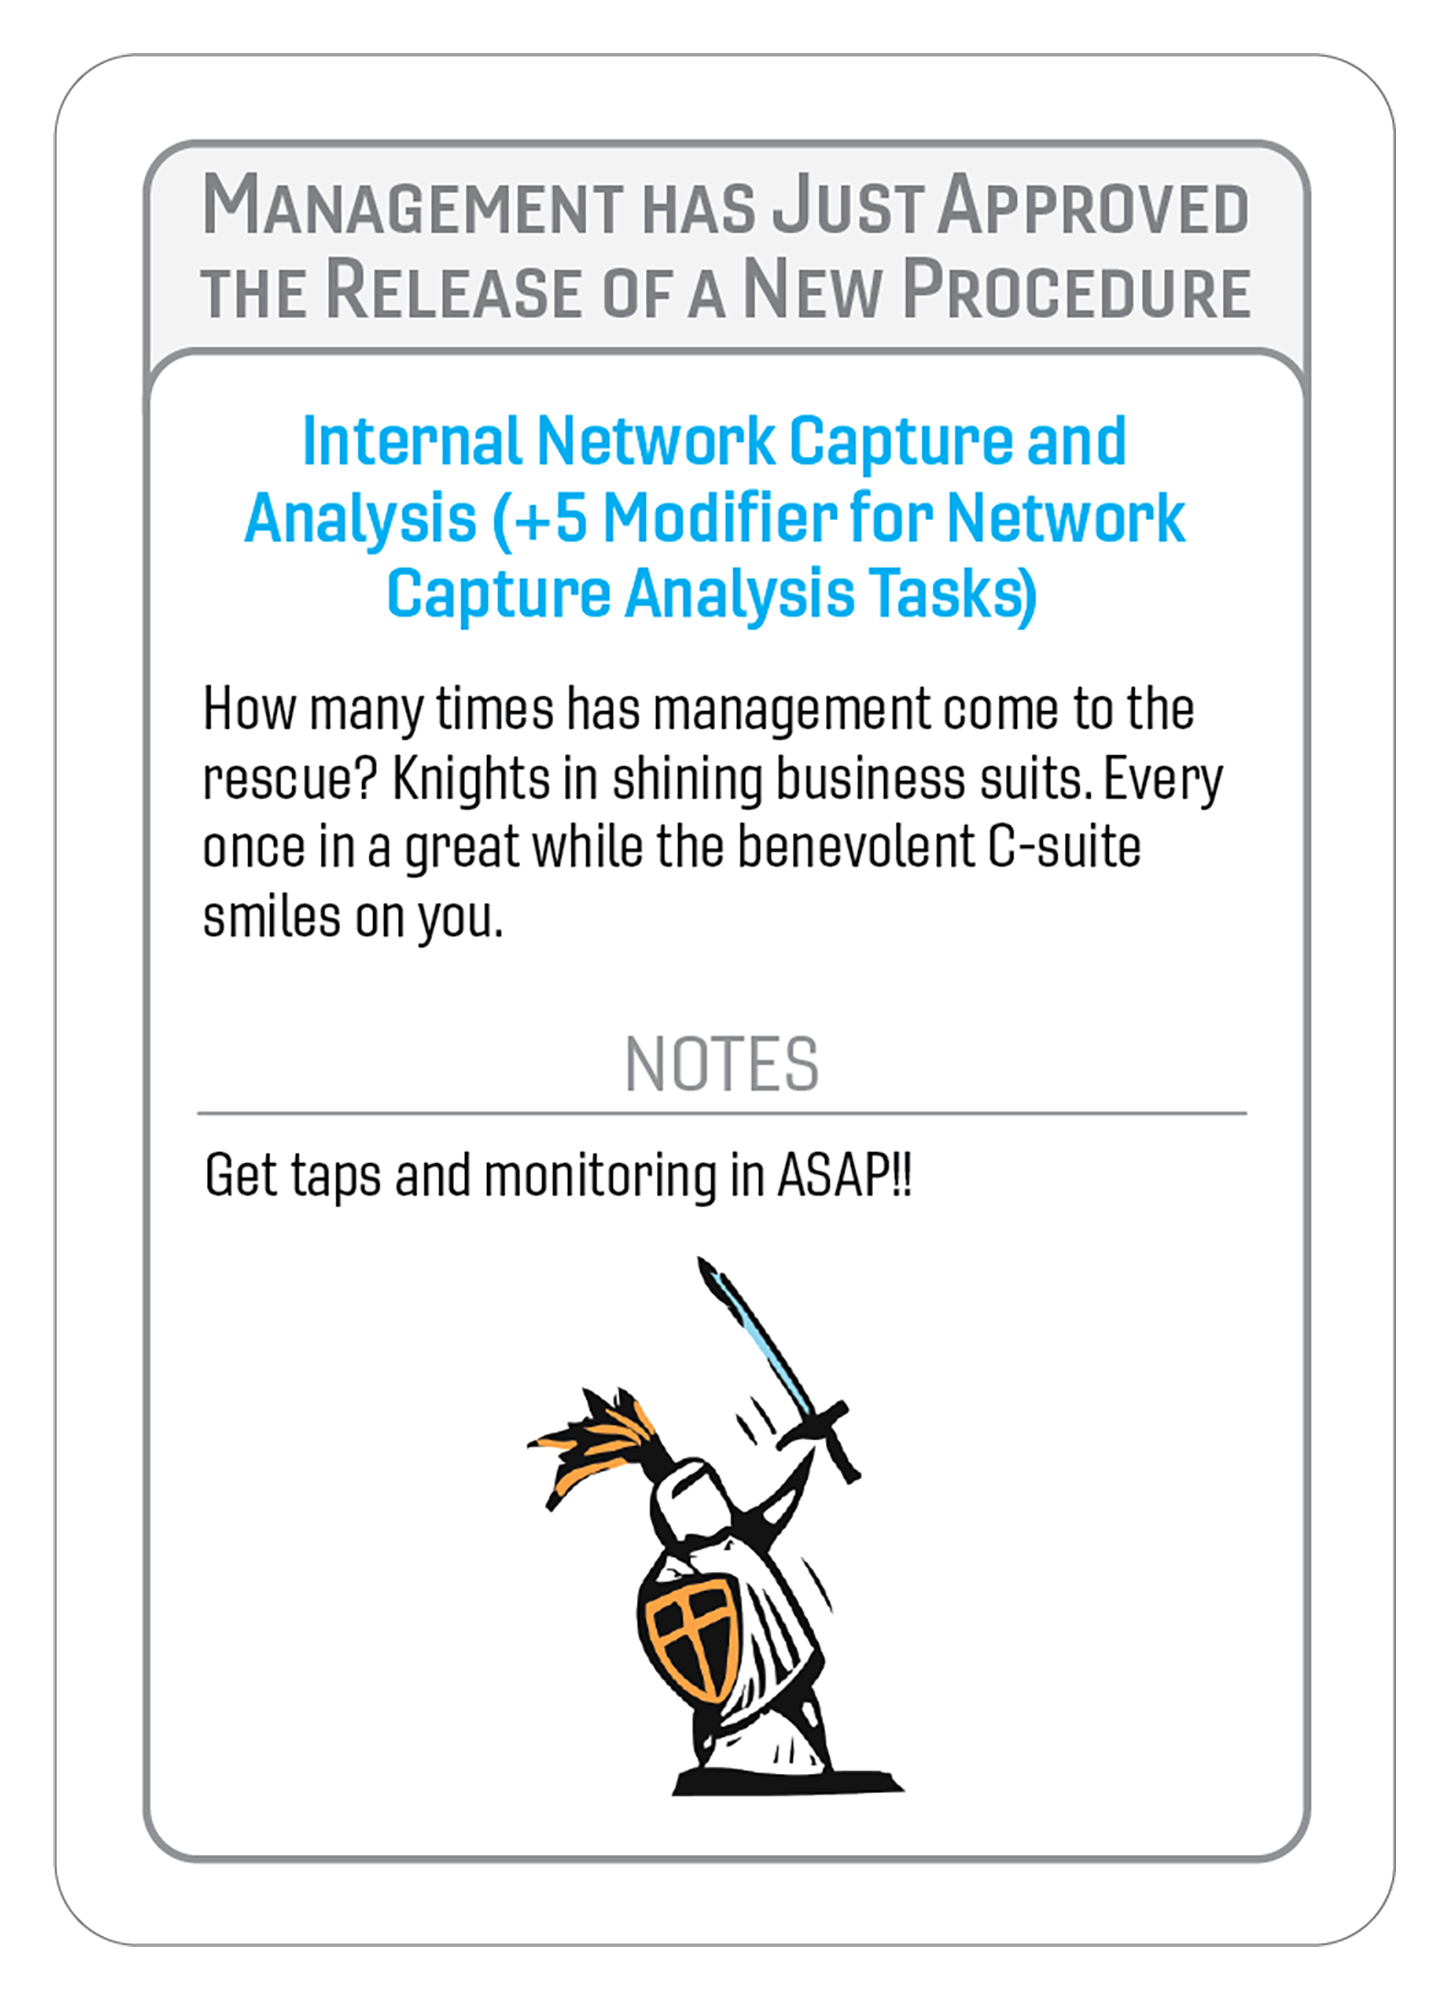 Management has Just Approved
the Release of a New Procedure
Internal Network Capture and
Analysis (+5 Modifier for Network
Capture Analysis Tasks)
How many times has management come to the
rescue? Knights in shining business suits. Every
once in a great while the benevolent C-suite
smiles on you.
NOTES
Get taps and monitoring in ASAP!!